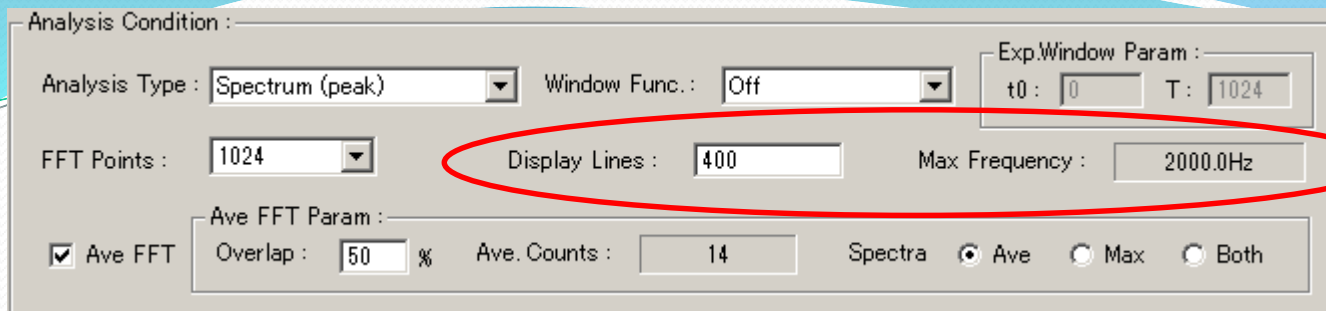 Analysis Condition :
Exp.Window Param :
Analysis Type : Spectrum (peak) Window Func. : Off t0 : 0 T : 1024
FFT Points : 1024 Display Lines : 400 Max Frequency : 2000.0Hz
Ave FFT Param :
Ave FFT Overlap : 50 % Ave. Counts : 14 Spectra Ave Max Both